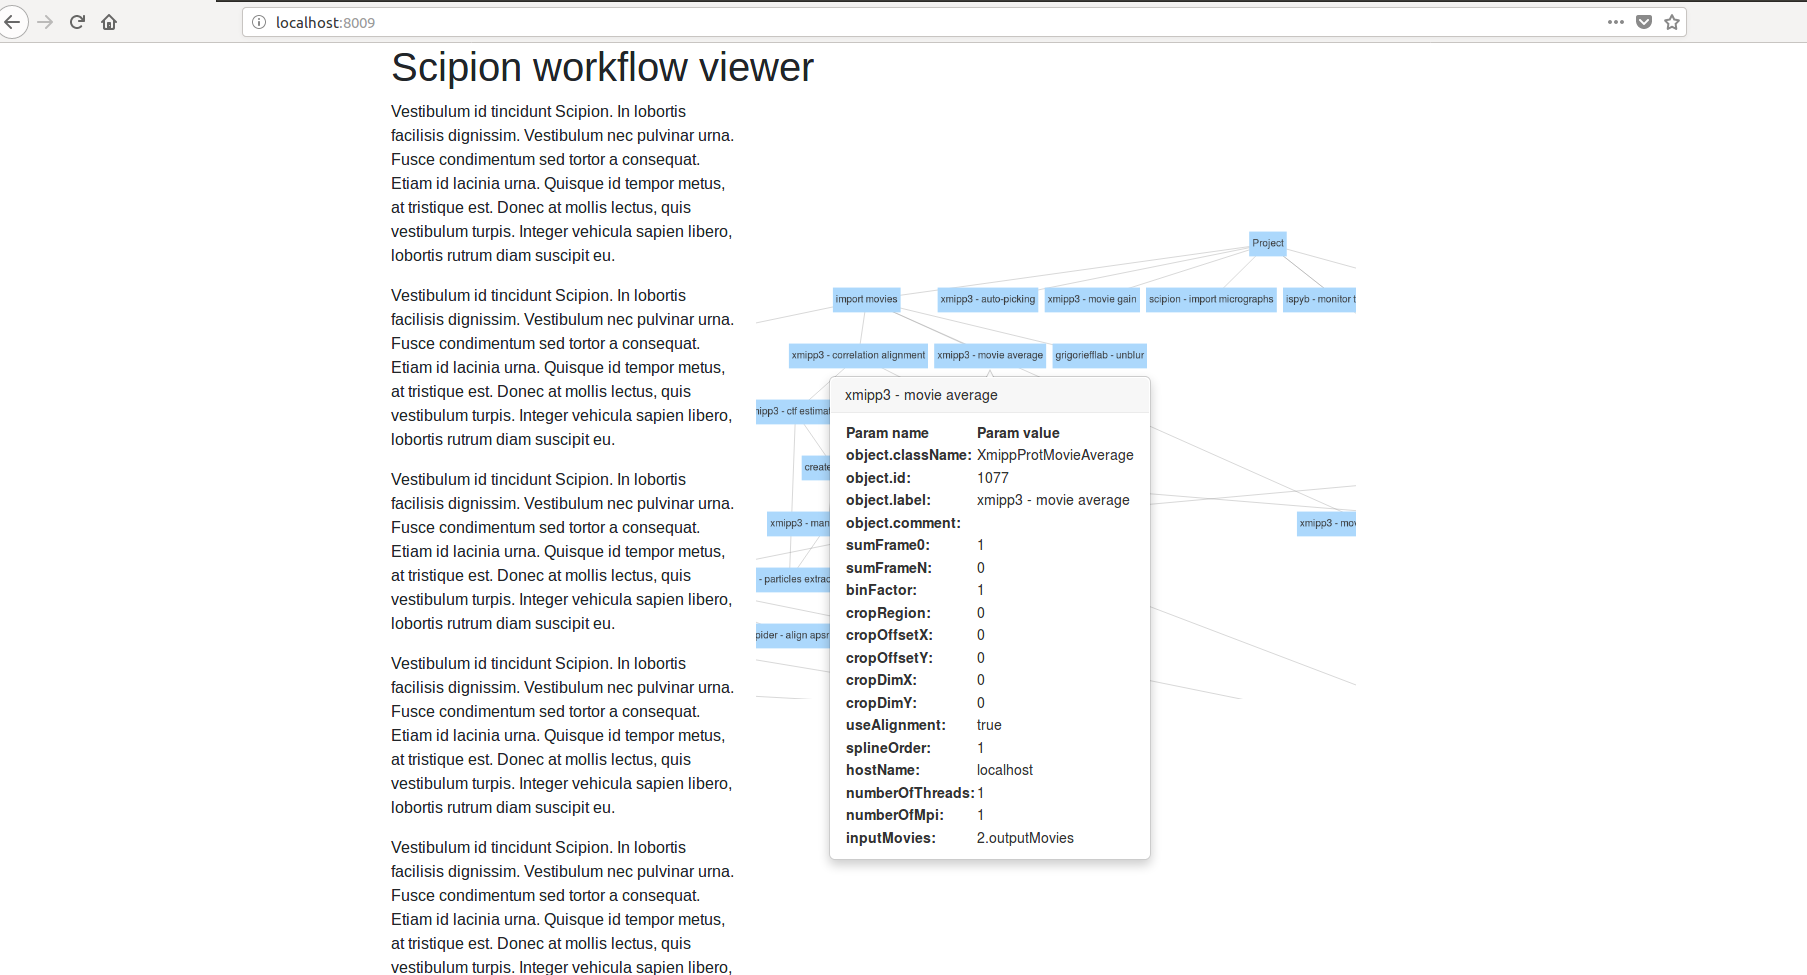 localhost:8009
Scipion workflow viewer
Vestibulum id tincidunt Scipion. In lobortis
facilisis dignissim. Vestibulum nec pulvinar urna.
Fusce condimentum sed tortor a consequat.
Etiam id lacinia urna. Quisque id tempor metus,
at tristique est. Donec at mollis lectus, quis
vestibulum turpis. Integer vehicula sapien libero,
lobortis rutrum diam suscipit eu.
Vestibulum id tincidunt Scipion. In lobortis
facilisis dignissim. Vestibulum nec pulvinar urna.
Fusce condimentum sed tortor a consequat.
Etiam id lacinia urna. Quisque id tempor metus,
at tristique est. Donec at mollis lectus, quis
vestibulum turpis. Integer vehicula sapien libero,
lobortis rutrum diam suscipit eu.
Vestibulum id tincidunt Scipion. In lobortis
facilisis dignissim. Vestibulum nec pulvinar urna.
Fusce condimentum sed tortor a consequat.
Etiam id lacinia urna. Quisque id tempor metus,
at tristique est. Donec at mollis lectus, quis
vestibulum turpis. Integer vehicula sapien libero,
lobortis rutrum diam suscipit eu.
Vestibulum id tincidunt Scipion. In lobortis
facilisis dignissim. Vestibulum nec pulvinar urna.
Fusce condimentum sed tortor a consequat.
Etiam id lacinia urna. Quisque id tempor metus,
at tristique est. Donec at mollis lectus, quis
vestibulum turpis. Integer vehicula sapien libero,
lobortis rutrum diam suscipit eu.
Vestibulum id tincidunt Scipion. In lobortis
facilisis dignissim. Vestibulum nec pulvinar urna.
Fusce condimentum sed tortor a consequat.
Etiam id lacinia urna. Quisque id tempor metus,
at tristique est. Donec at mollis lectus, quis
vestibulum turpis. Integer vehicula sapien libero,
Project
import movies
xmipp3 - auto-picking
xmipp3 - movie gain
scipion - import micrographs
ispyb - monitor t
xmipp3 - correlation alignment
xmipp3 - movie average
grigoriefflab - unblur
mipp3 - ctf estimat
create
xmipp3 - man
xmipp3 - mov
- particles extrac
pider - align apsr
xmipp3 - movie average
Param name Param value
object.className: XmippProtMovieAverage
object.id: 1077
object.label: xmipp3 - movie average
object.comment:
sumFrame0: 1
sumFrameN: 0
binFactor: 1
cropRegion: 0
cropOffsetX: 0
cropOffsetY: 0
cropDimX: 0
cropDimY: 0
useAlignment: true
splineOrder: 1
hostName: localhost
numberOfThreads: 1
numberOfMpi: 1
inputMovies: 2.outputMovies